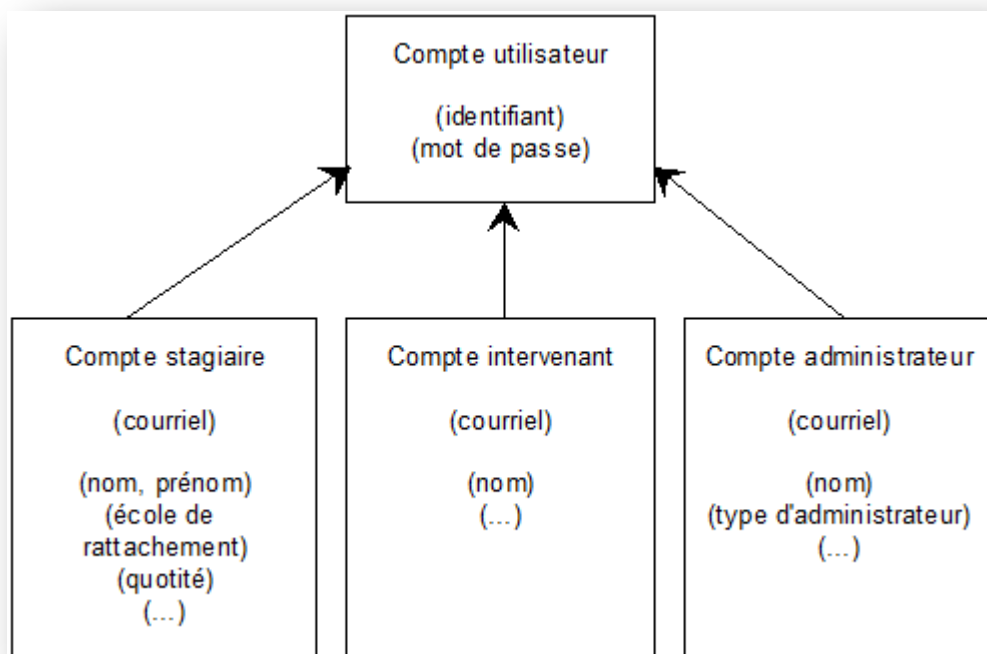 Compte utilisateur
(identifiant)
(mot de passe)
Compte stagiaire
(courriel)
(nom, prénom)
(école de
rattachement)
(quotité)
(...)
Compte intervenant
(courriel)
(nom)
(...)
Compte administrateur
(courriel)
(nom)
(type d'administrateur)
(...)